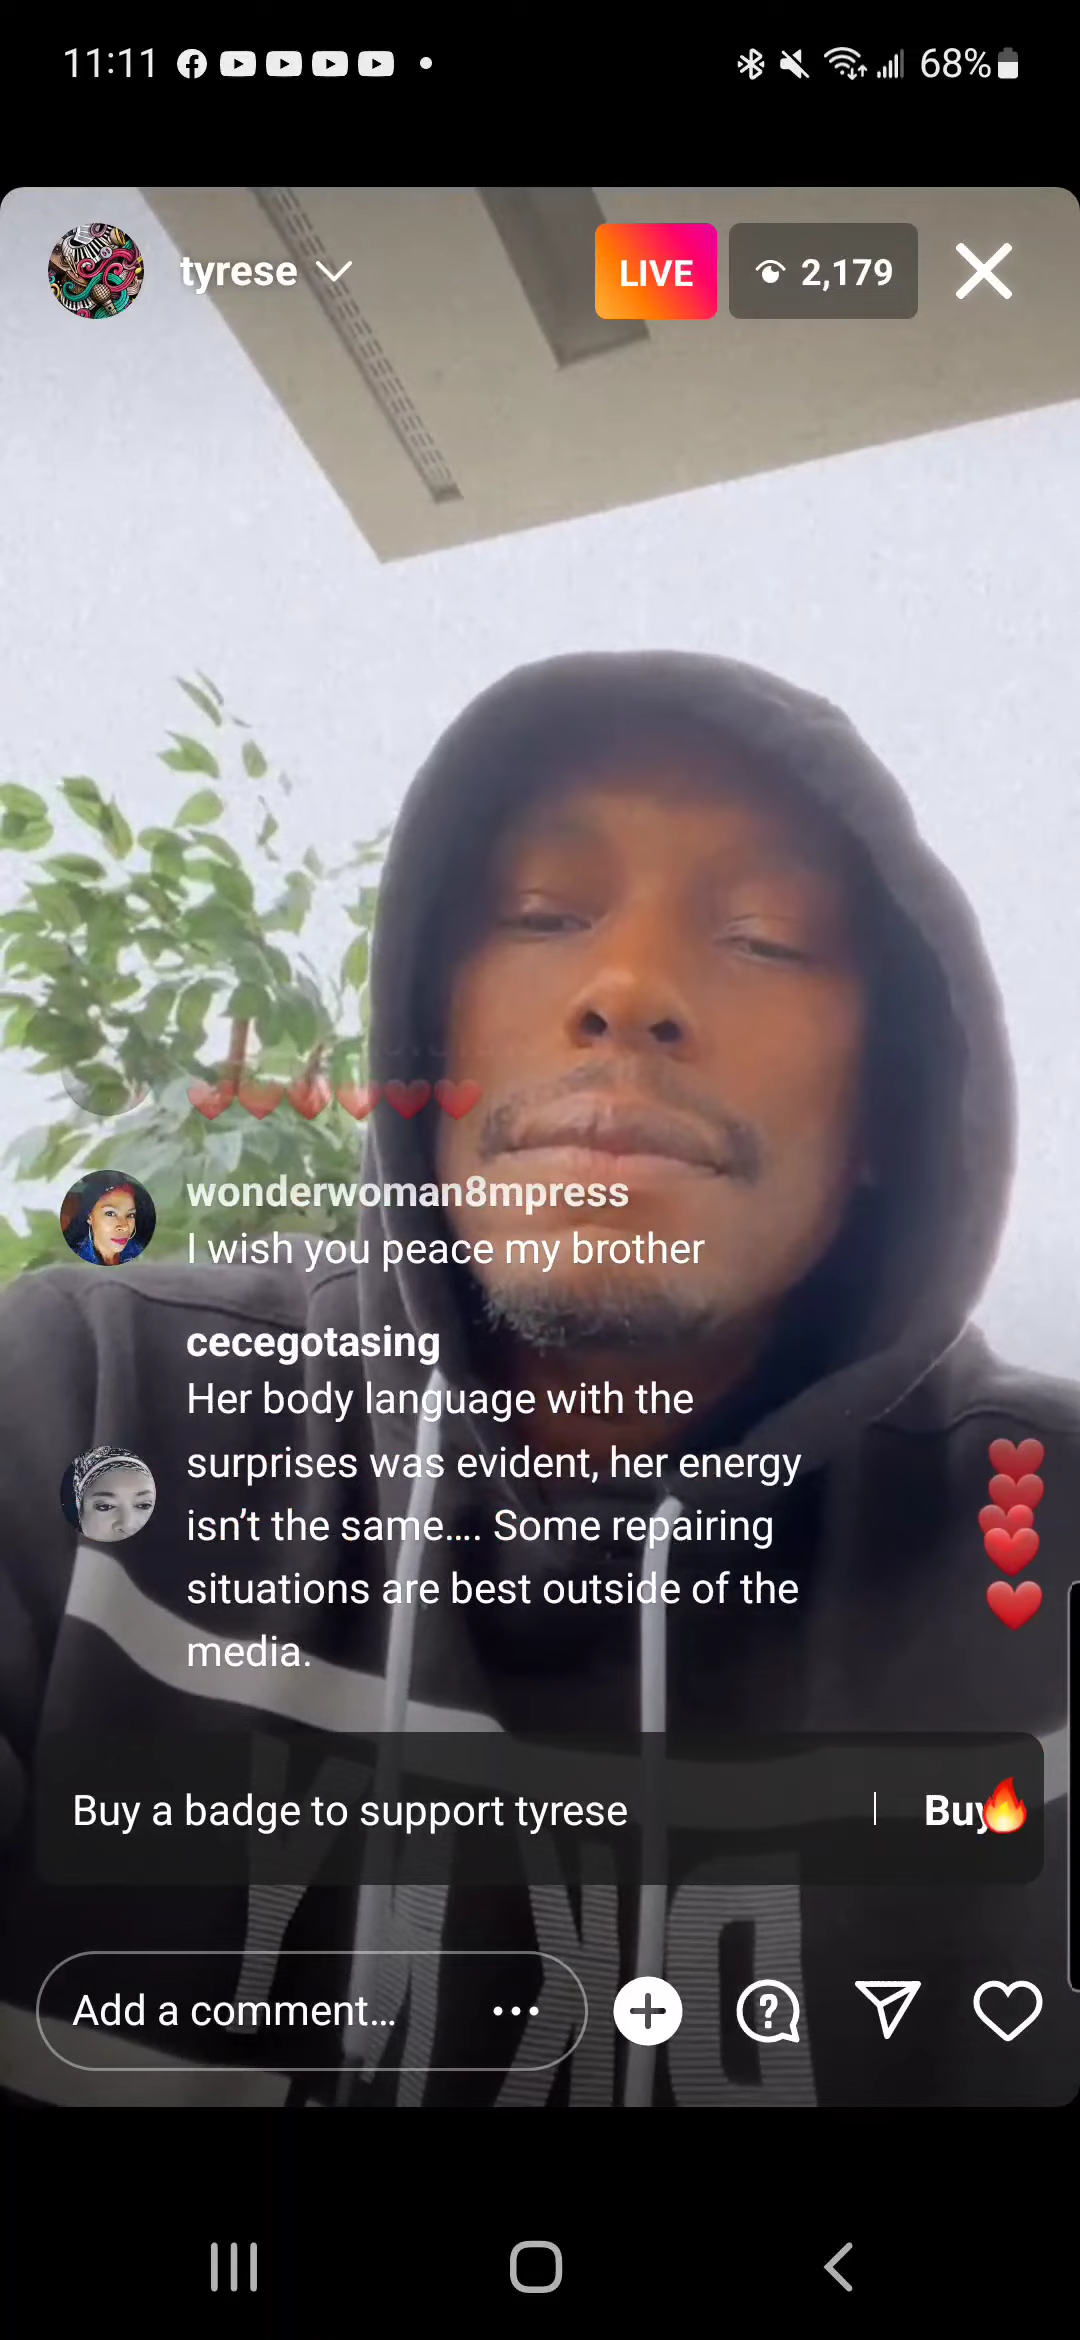 11:11
68%
tyrese
LIVE
2,179
wonderwoman8mpress
I wish you peace my brother
cecegotasing
Her body language with the
surprises was evident, her energy
isn't the same.... Some repairing
situations are best outside of the
media.
Buy a badge to support tyrese
Buy
Add a comment...